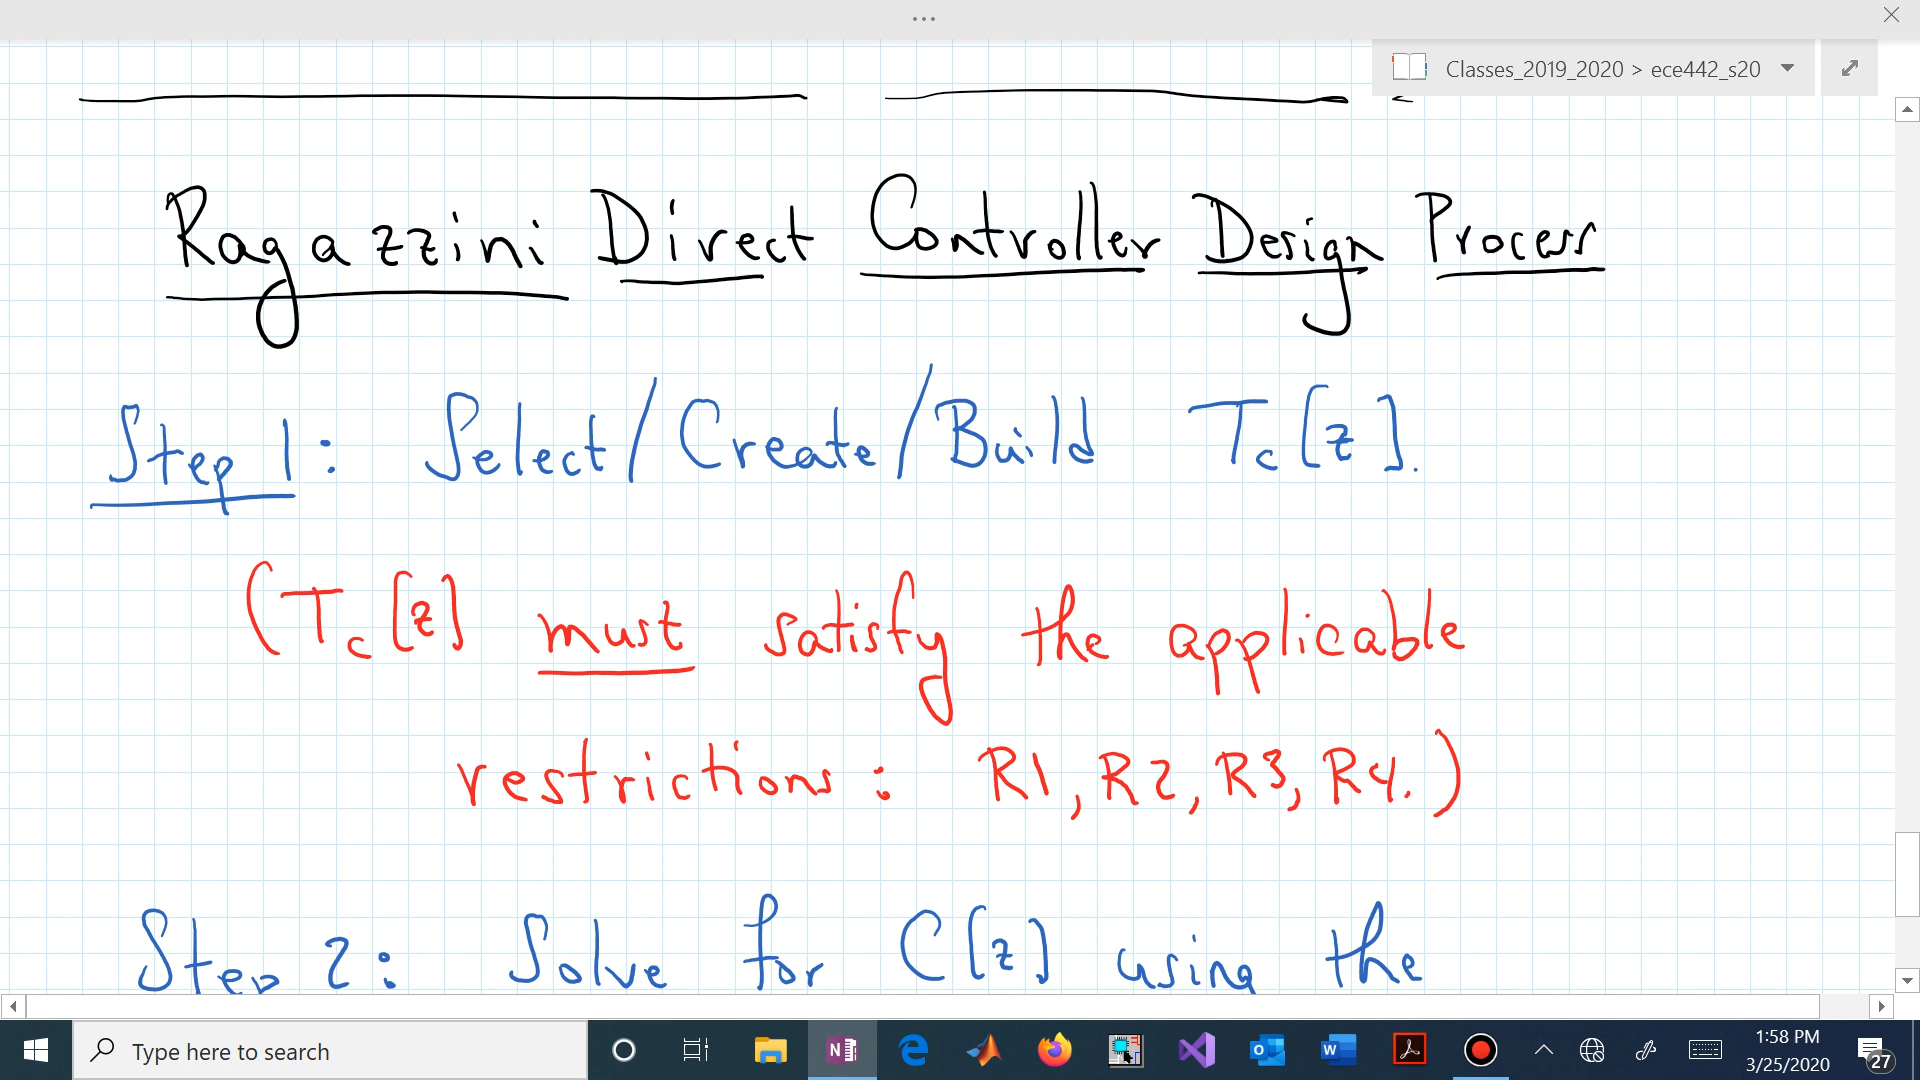 Classes_2019_2020 > ece442_s20
Ragazzini Direct Controller Design Process
Step 1: Select/Create/Build Tc[z].
(Tc[z] must satisfy the applicable
restrictions: R1, R2, R3, R4.)
Step 2: Solve for C[z] using the
Type here to search
1:58 PM
3/25/2020
27